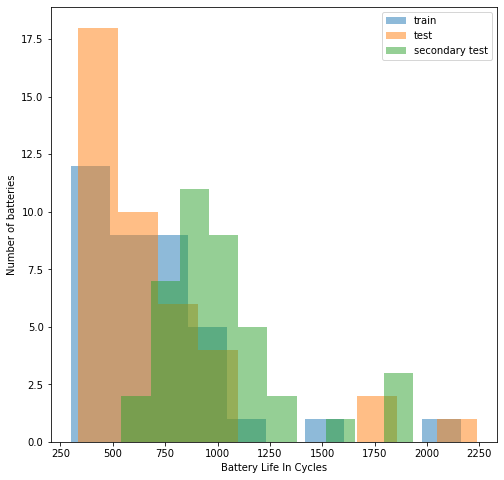 train
test
secondary test
17.5
15.0
12.5
10.0
7.5
5.0
2.5
0.0
Number of batteries
250 500 750 1000 1250 1500 1750 2000 2250
Battery Life In Cycles